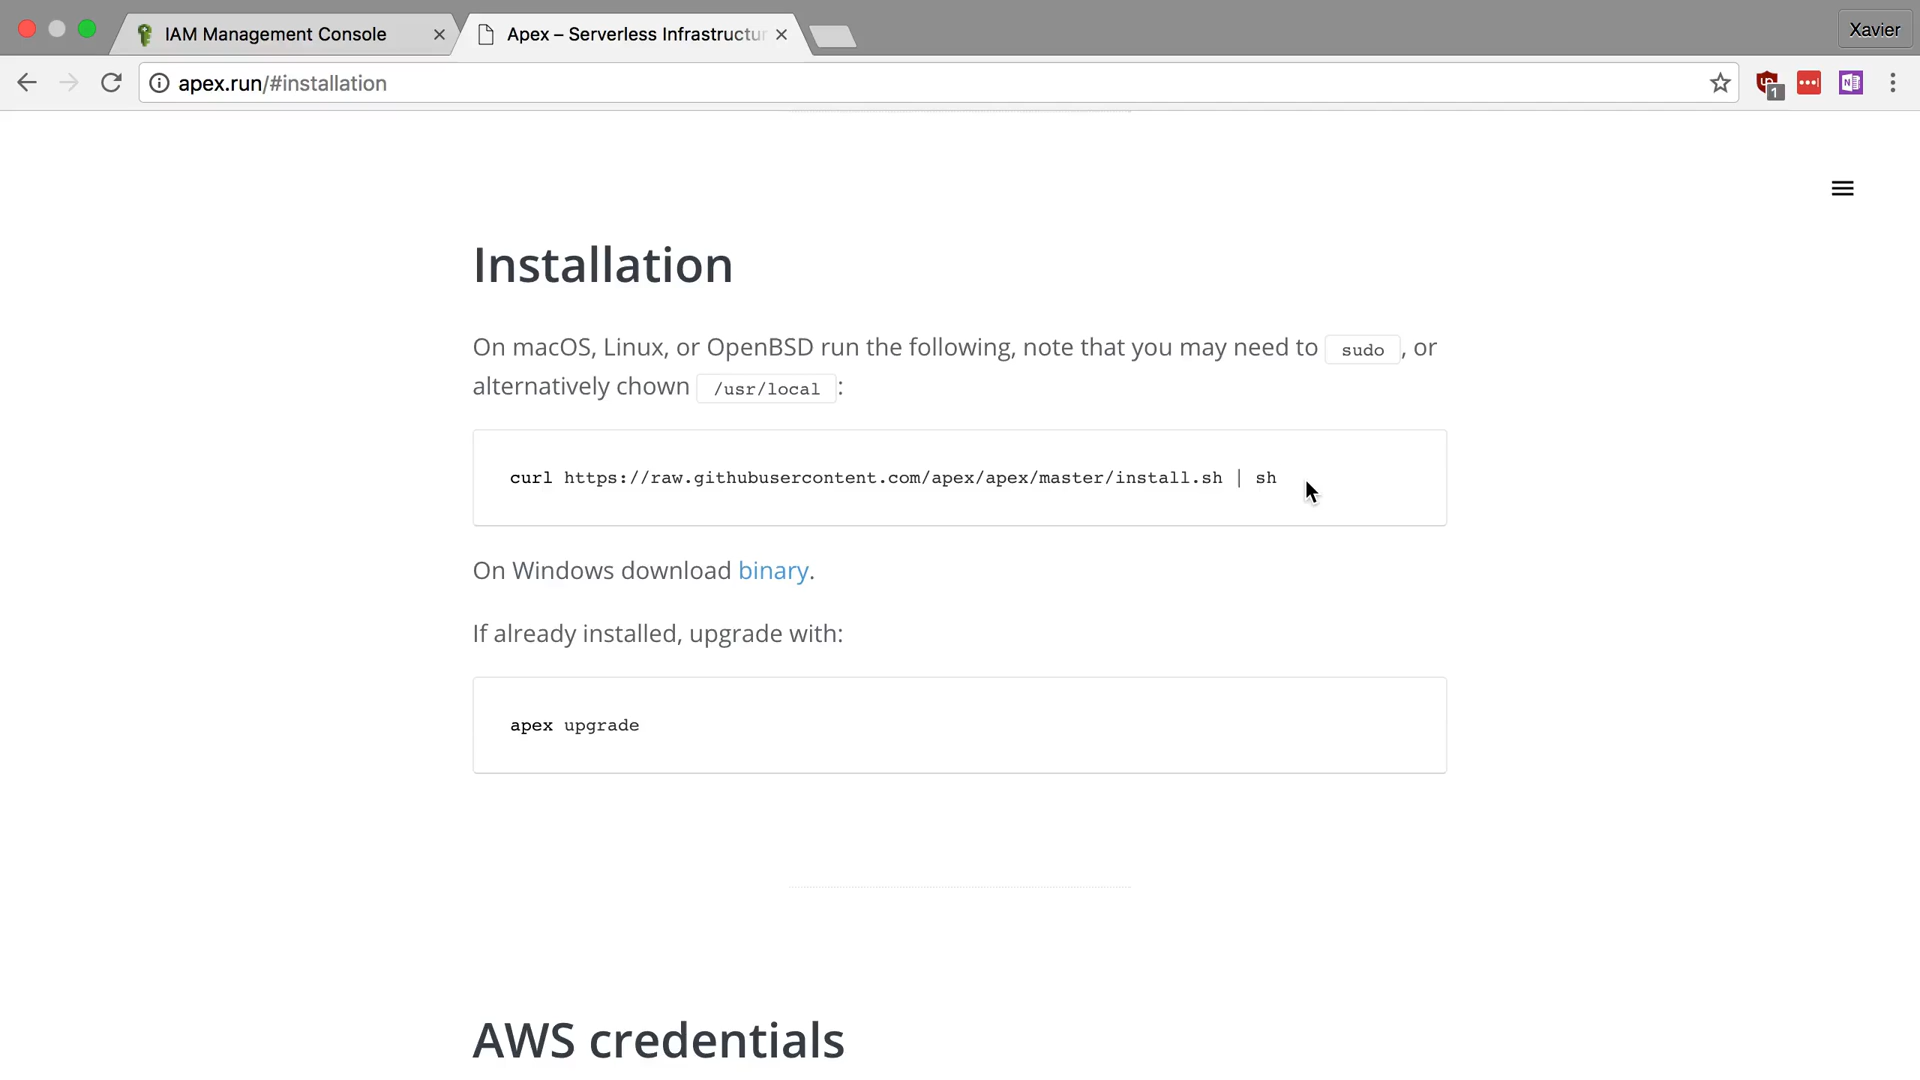 IAM Management Console
Apex – Serverless Infrastructur
Xavier
apex.run/#installation
1
Installation
On macOS, Linux, or OpenBSD run the following, note that you may need to sudo , or
alternatively chown /usr/local :
curl https://raw.githubusercontent.com/apex/apex/master/install.sh | sh
On Windows download binary.
If already installed, upgrade with:
apex upgrade
AWS credentials